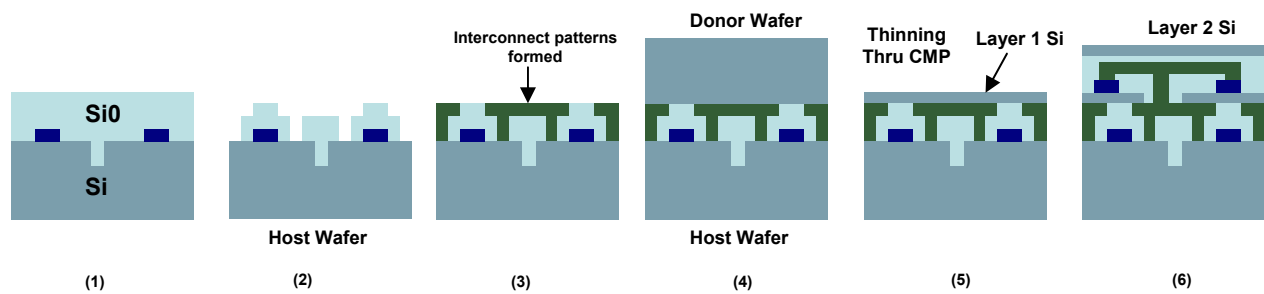 Si0
Si
(1)
Host Wafer
(2)
Interconnect patterns
formed
(3)
Donor Wafer
Host Wafer
(4)
Thinning
Thru CMP
Layer 1 Si
(5)
Layer 2 Si
(6)